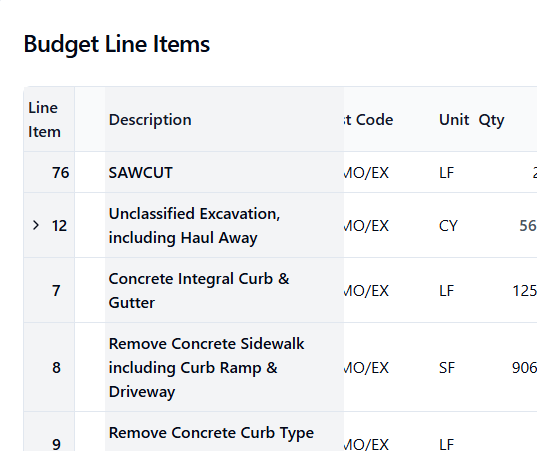 Budget Line Items
Line
Item
Description
st Code
Unit
Qty
76
SAWCUT
MO/EX
LF
2
12
Unclassified Excavation,
including Haul Away
MO/EX
CY
56
7
Concrete Integral Curb &
Gutter
MO/EX
LF
125
8
Remove Concrete Sidewalk
including Curb Ramp &
Driveway
MO/EX
SF
906
9
Remove Concrete Curb Type
MO/EX
LF